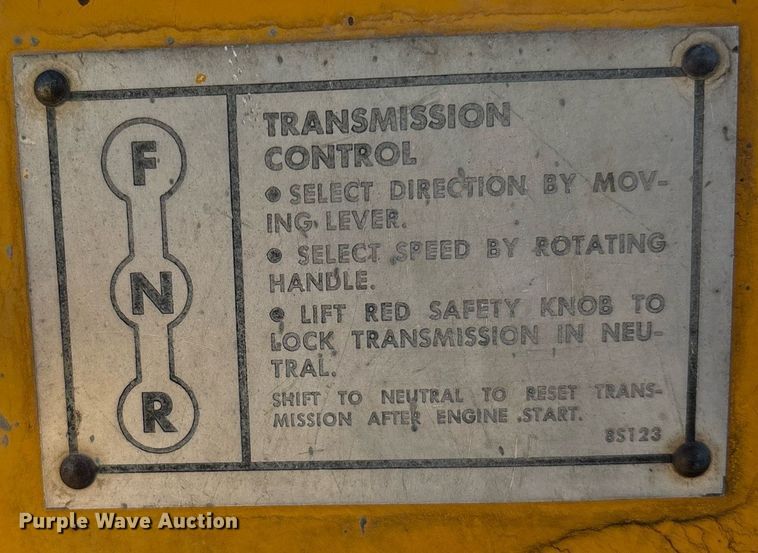 F
N
R
TRANSMISSION
CONTROL
• SELECT DIRECTION BY MOV-
ING LEVER.
• SELECT SPEED BY ROTATING
HANDLE.
• LIFT RED SAFETY KNOB TO
LOCK TRANSMISSION IN NEU-
TRAL.
SHIFT TO NEUTRAL TO RESET TRANS-
MISSION AFTER ENGINE START.
8S123
Purple Wave Auction